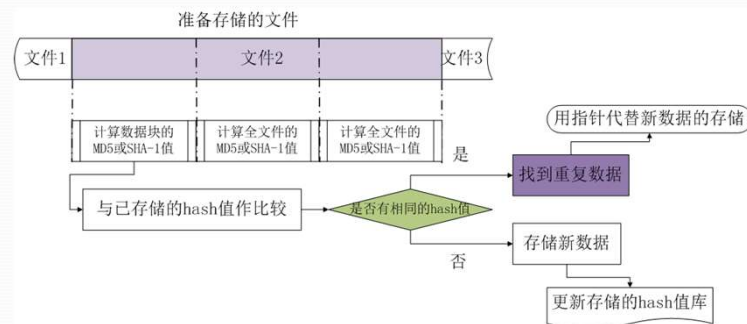 准备存储的文件
文件1
文件2
文件3
计算数据块的
MD5或SHA-1值
计算全文件的
MD5或SHA-1值
计算全文件的
MD5或SHA-1值
用指针代替新数据的存储
是
找到重复数据
与已存储的hash值作比较
是否有相同的hash值
否
存储新数据
更新存储的hash值库